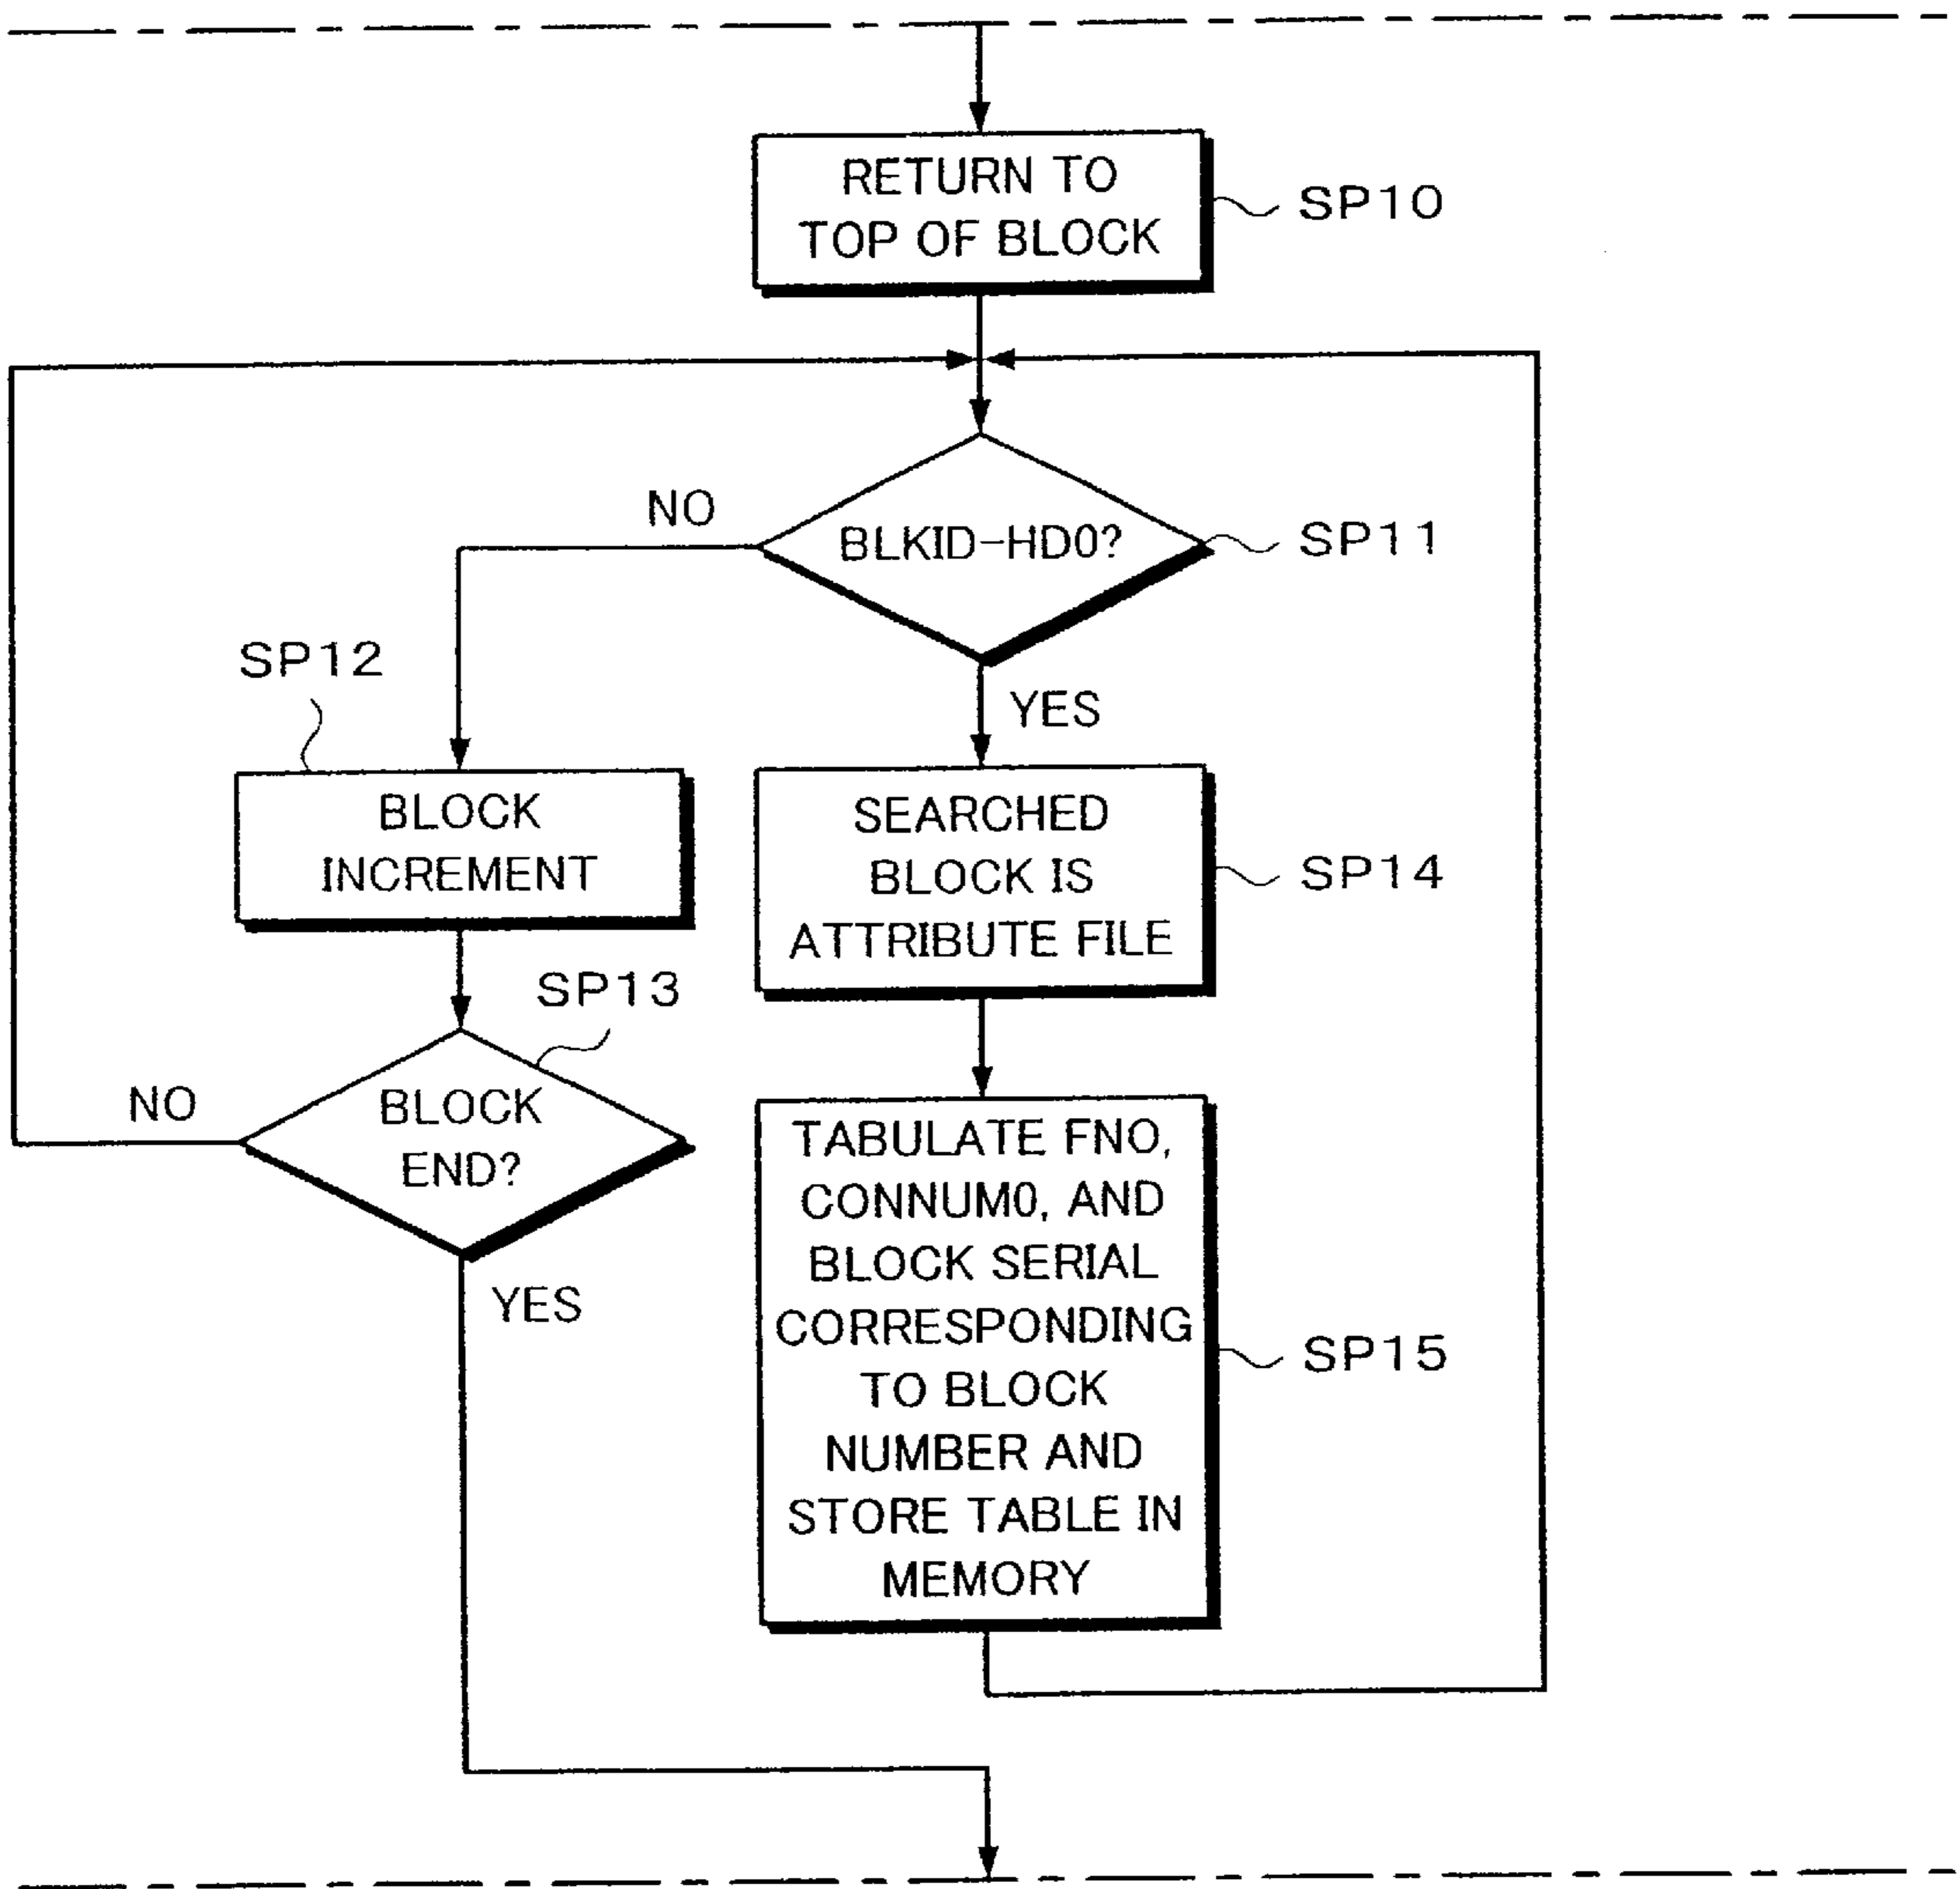 RETURN TO
TOP OF BLOCK
SP10
NO
BLKID-HD0?
SP11
SP12
YES
BLOCK
INCREMENT
SEARCHED
BLOCK IS
ATTRIBUTE FILE
SP14
SP13
NO
BLOCK
END?
YES
TABULATE FNO,
CONNUM0, AND
BLOCK SERIAL
CORRESPONDING
TO BLOCK
NUMBER AND
STORE TABLE IN
MEMORY
SP15